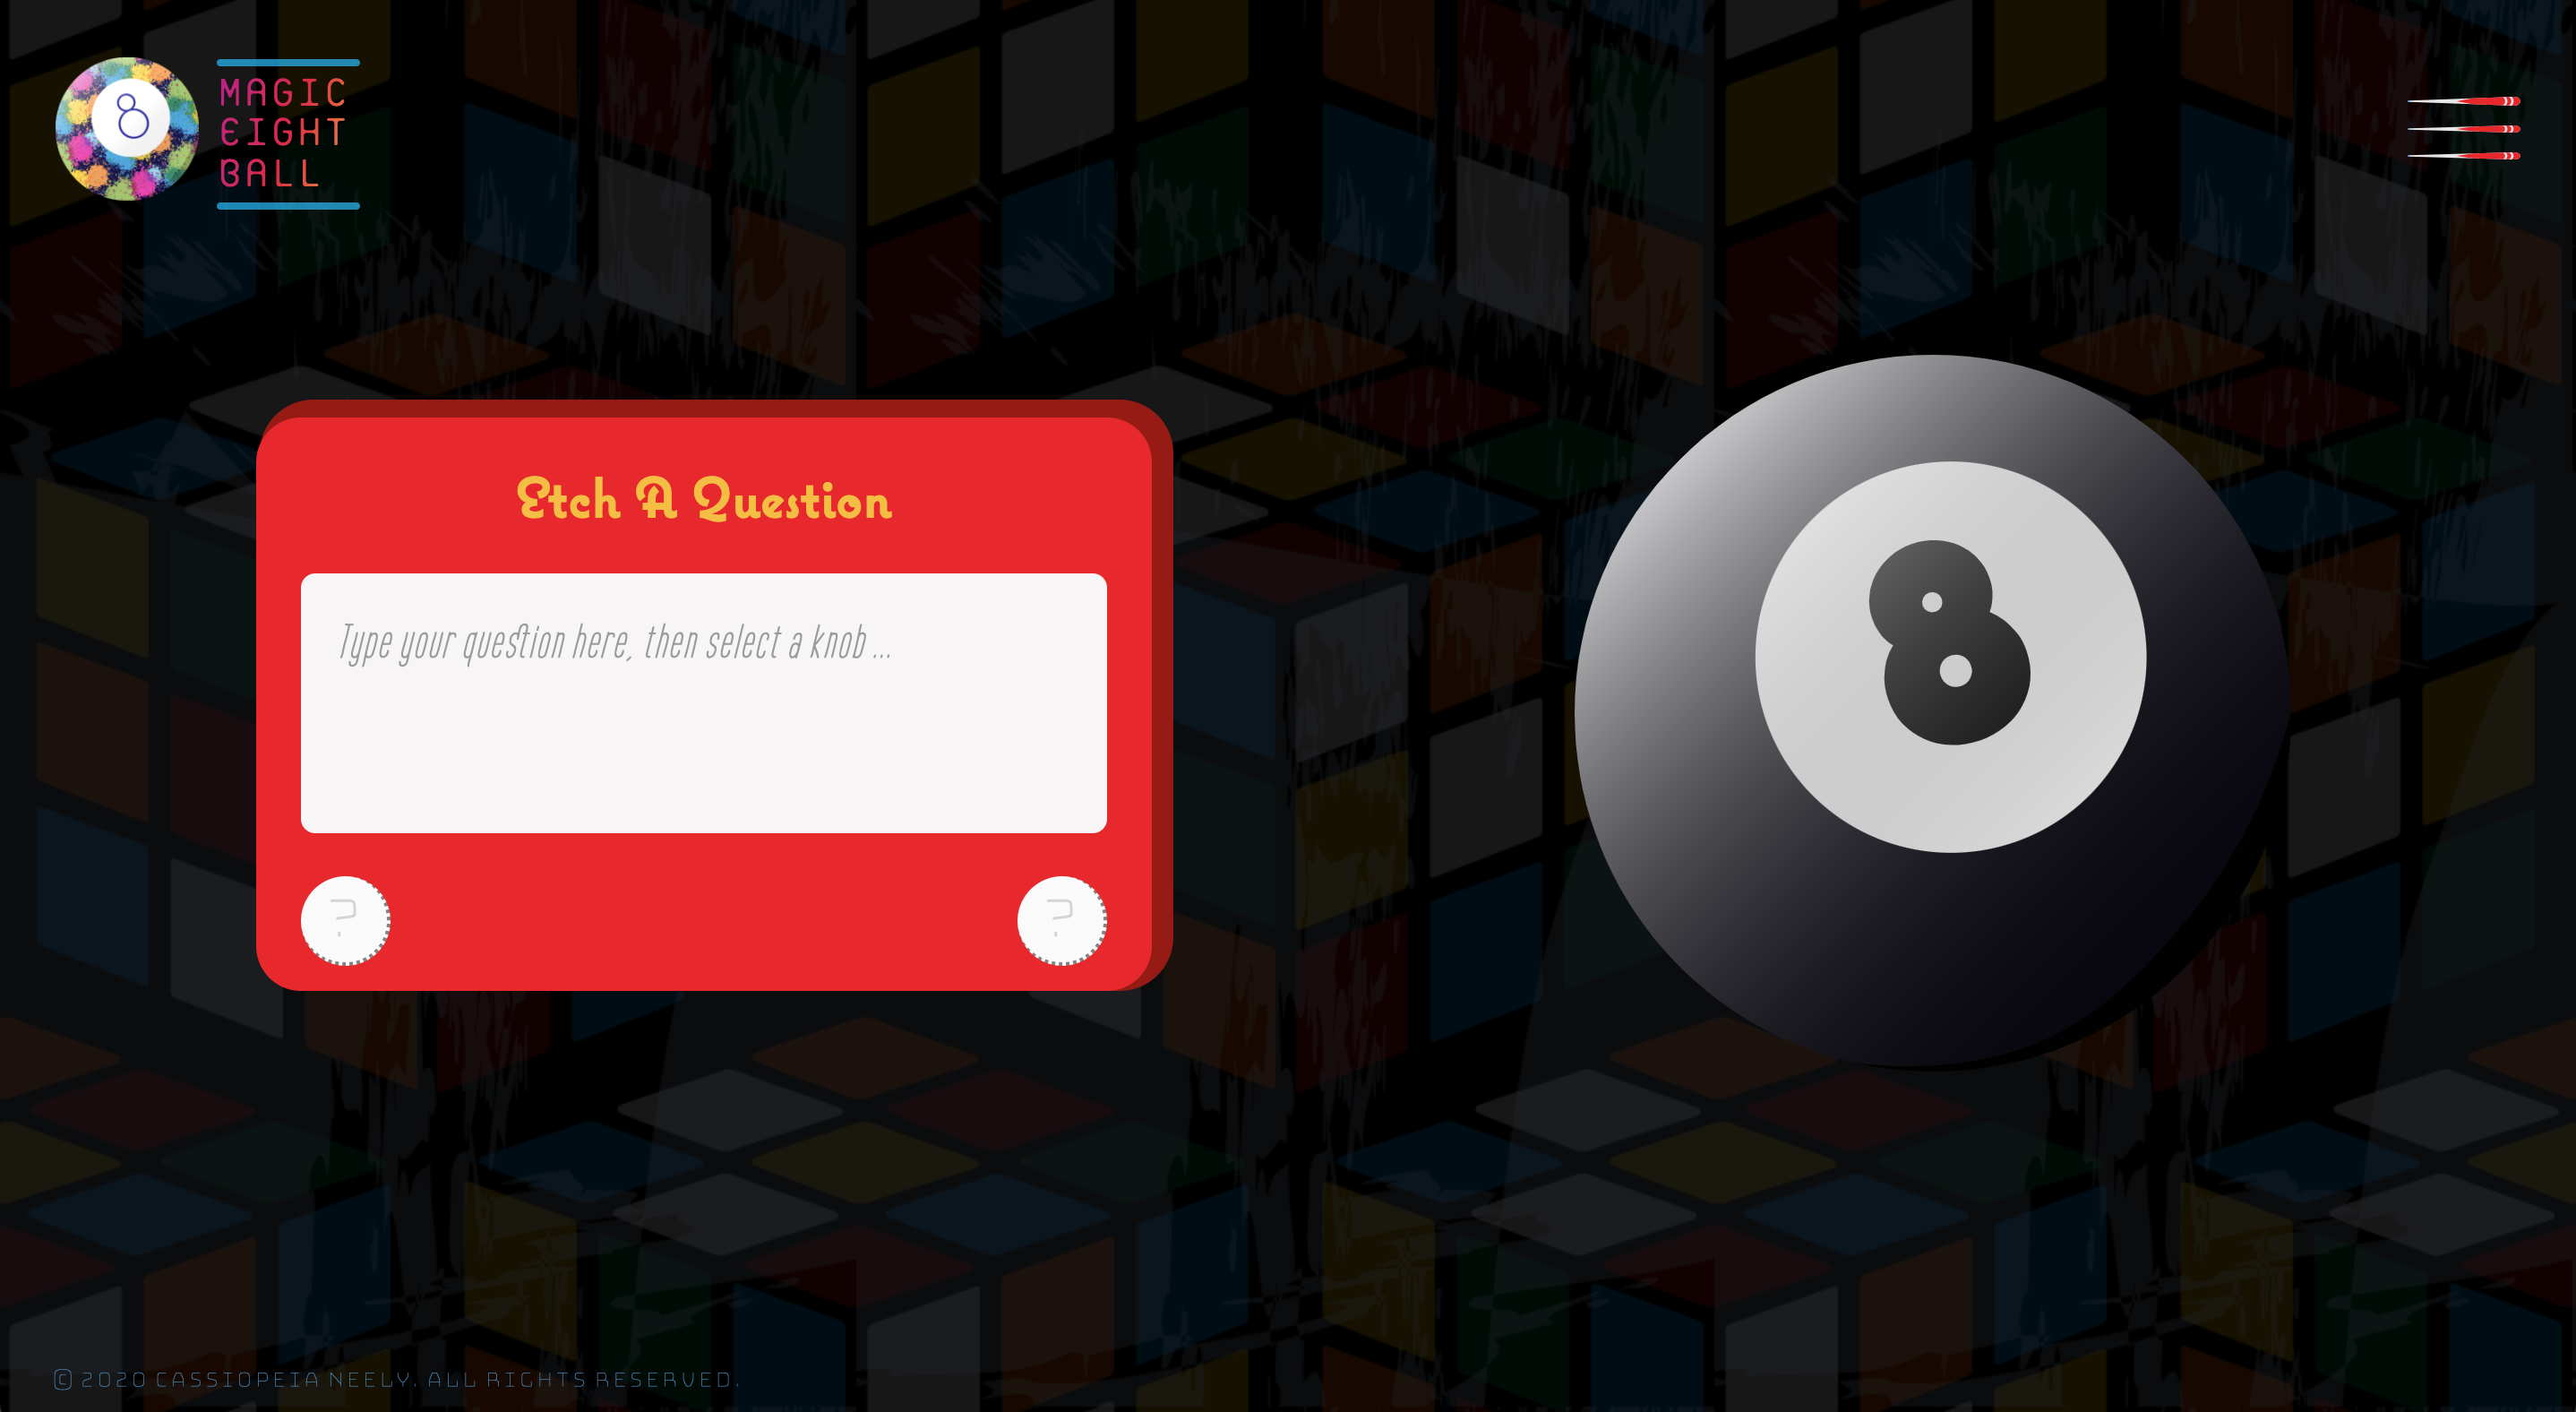 8
MAGIC
EIGHT
BALL
Etch A Question
Type your question here, then select a knob ...
8
? ?
© 2020 CASSIOPEIA NEELY. ALL RIGHTS RESERVED.